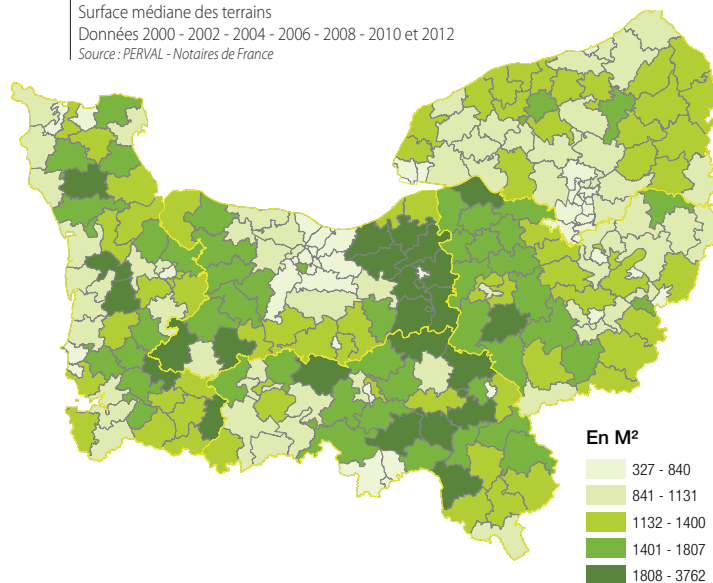 Surface médiane des terrains
Données 2000 - 2002 - 2004 - 2006 - 2008 - 2010 et 2012
Source : PERVAL - Notaires de France
En M²
327 - 840
841 - 1131
1132 - 1400
1401 - 1807
1808 - 3762